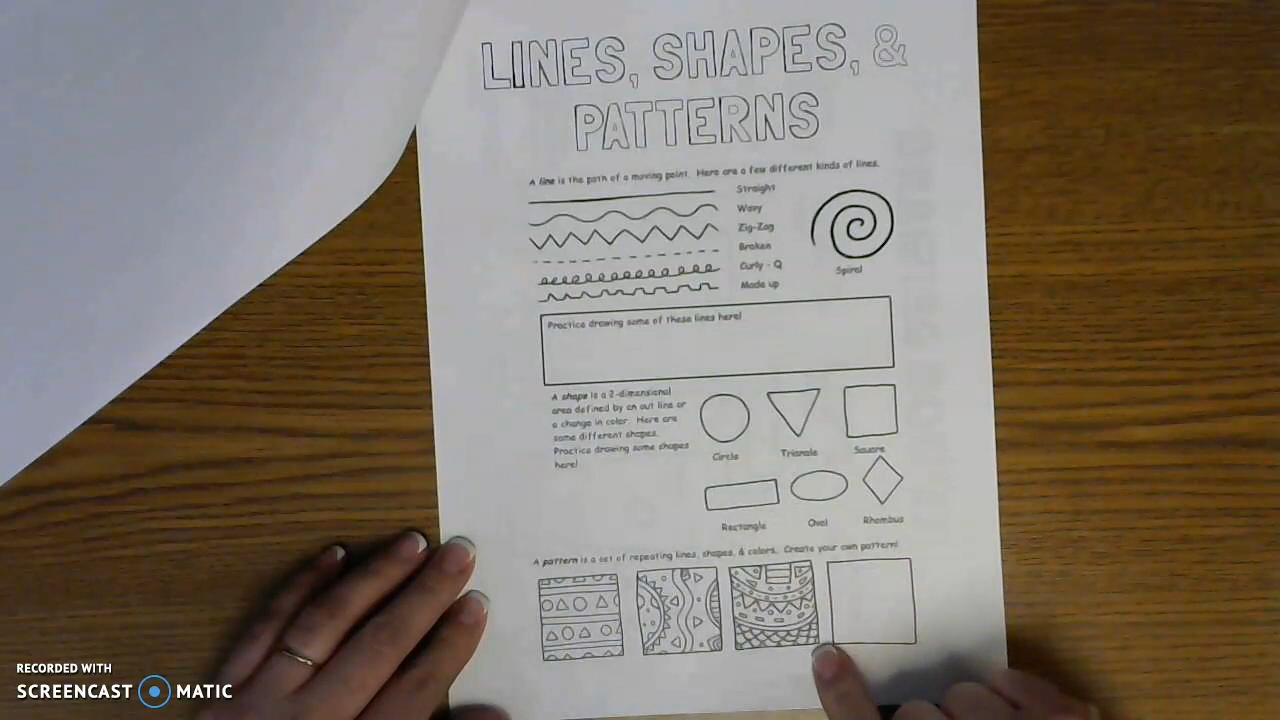 LINES, SHAPES, &
PATTERNS
A line is the path of a moving point. Here are a few different kinds of lines.
Straight
Wavy
Zig-Zag
Broken
Curly - Q
Made up
Spiral
Practice drawing some of these lines here!
A shape is a 2-dimensional
area defined by an out line or
a change in color. Here are
some different shapes.
Practice drawing some shapes
here!
Circle
Triangle
Square
Rectangle
Oval
Rhombus
A pattern is a set of repeating lines, shapes, & colors. Create your own pattern!
RECORDED WITH
SCREENCAST MATIC